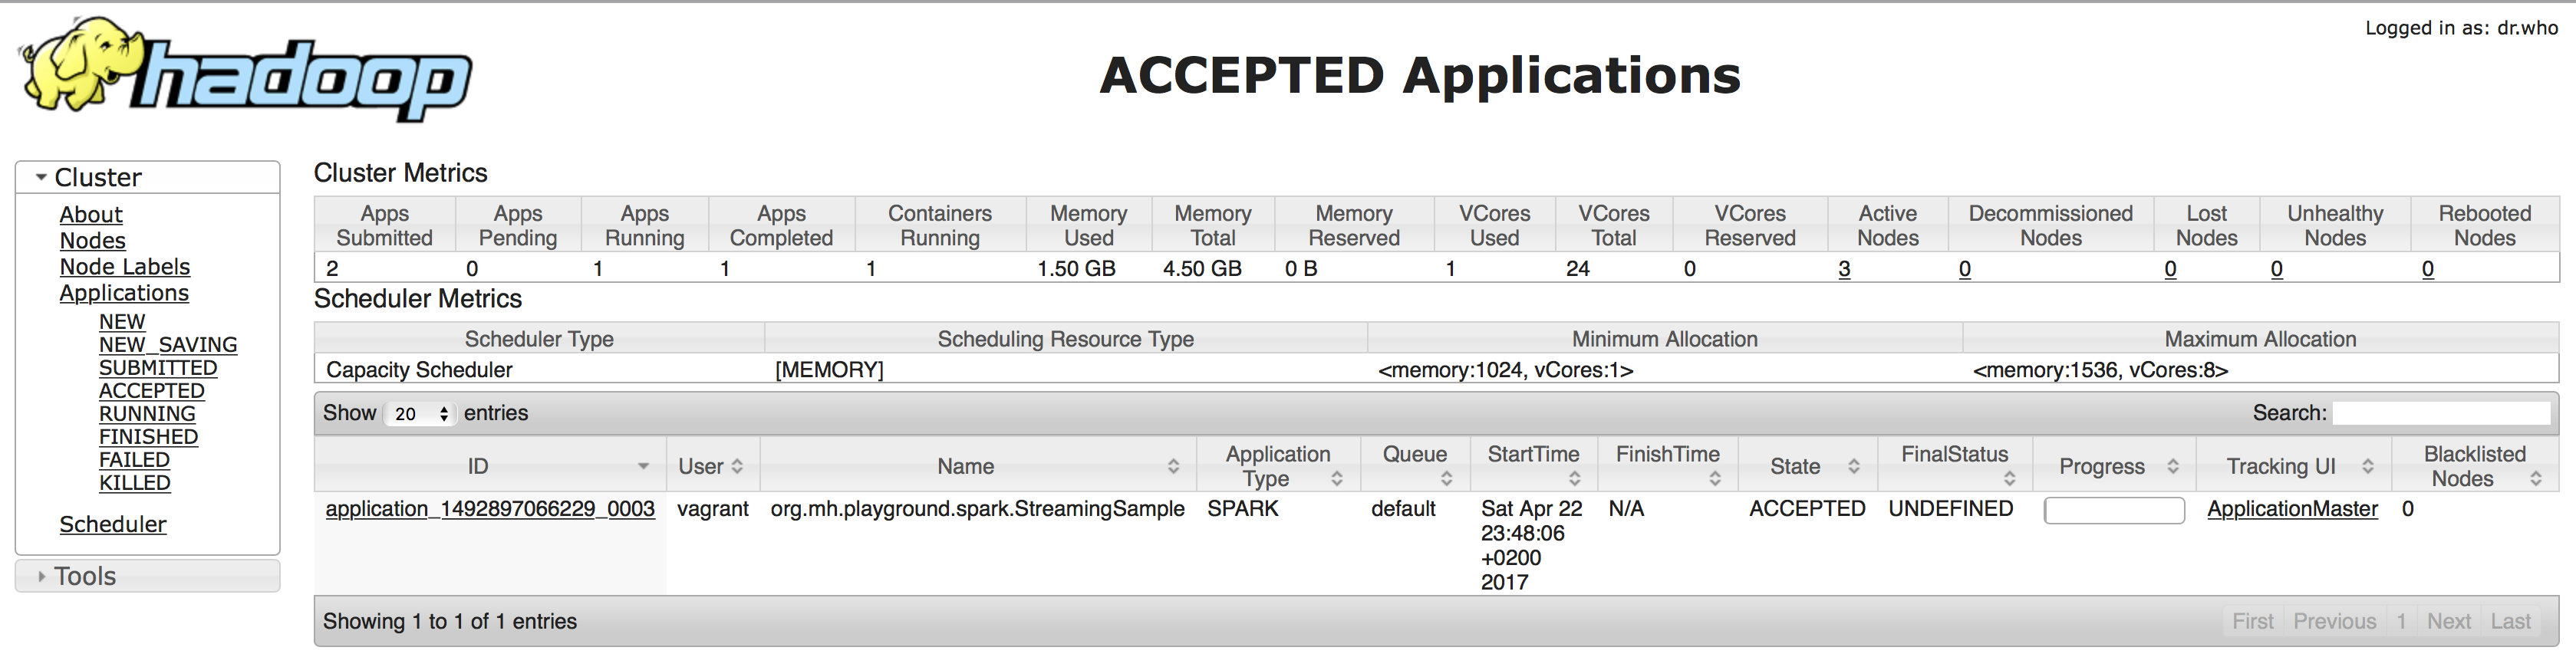 hadoop
Logged in as: dr.who
ACCEPTED Applications
Cluster
About
Nodes
Node Labels
Applications
NEW
NEW_SAVING
SUBMITTED
ACCEPTED
RUNNING
FINISHED
FAILED
KILLED
Scheduler
Tools
Cluster Metrics
Apps Submitted Apps Pending Apps Running Apps Completed Containers Running Memory Used Memory Total Memory Reserved VCores Used VCores Total VCores Reserved Active Nodes Decommissioned Nodes Lost Nodes Unhealthy Nodes Rebooted Nodes
2 0 1 1 1 1.50 GB 4.50 GB 0 B 1 24 0 3 0 0 0 0
Scheduler Metrics
Scheduler Type Scheduling Resource Type Minimum Allocation Maximum Allocation
Capacity Scheduler [MEMORY] <memory:1024, vCores:1> <memory:1536, vCores:8>
Show 20 entries Search:
ID User Name Application Type Queue StartTime FinishTime State FinalStatus Progress Tracking UI Blacklisted Nodes
application_1492897066229_0003 vagrant org.mh.playground.spark.StreamingSample SPARK default Sat Apr 22 23:48:06 +0200 2017 N/A ACCEPTED UNDEFINED ApplicationMaster 0
Showing 1 to 1 of 1 entries First Previous 1 Next Last